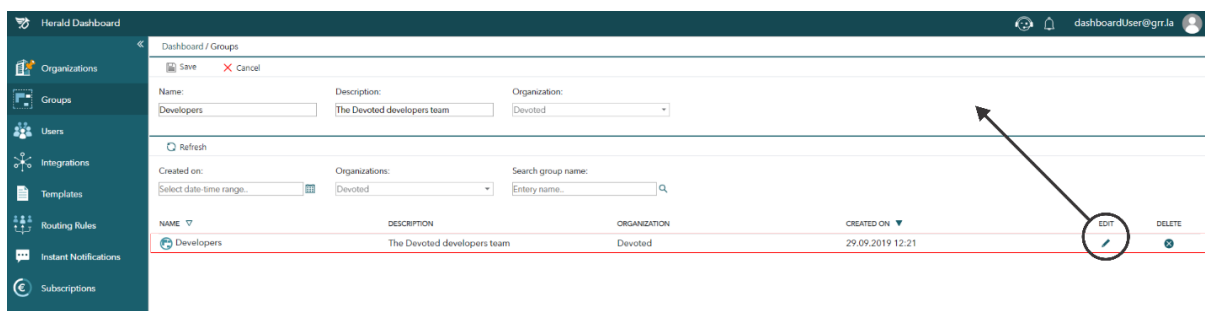 Herald Dashboard
dashboardUser@grr.la
Organizations
Groups
Users
Integrations
Templates
Routing Rules
Instant Notifications
Subscriptions
Dashboard / Groups
Save Cancel
Name: Description: Organization:
Developers The Devoted developers team Devoted
Refresh
Created on: Organizations: Search group name:
Select date-time range.. Devoted Entery name..
NAME DESCRIPTION ORGANIZATION CREATED ON EDIT DELETE
Developers The Devoted developers team Devoted 29.09.2019 12:21